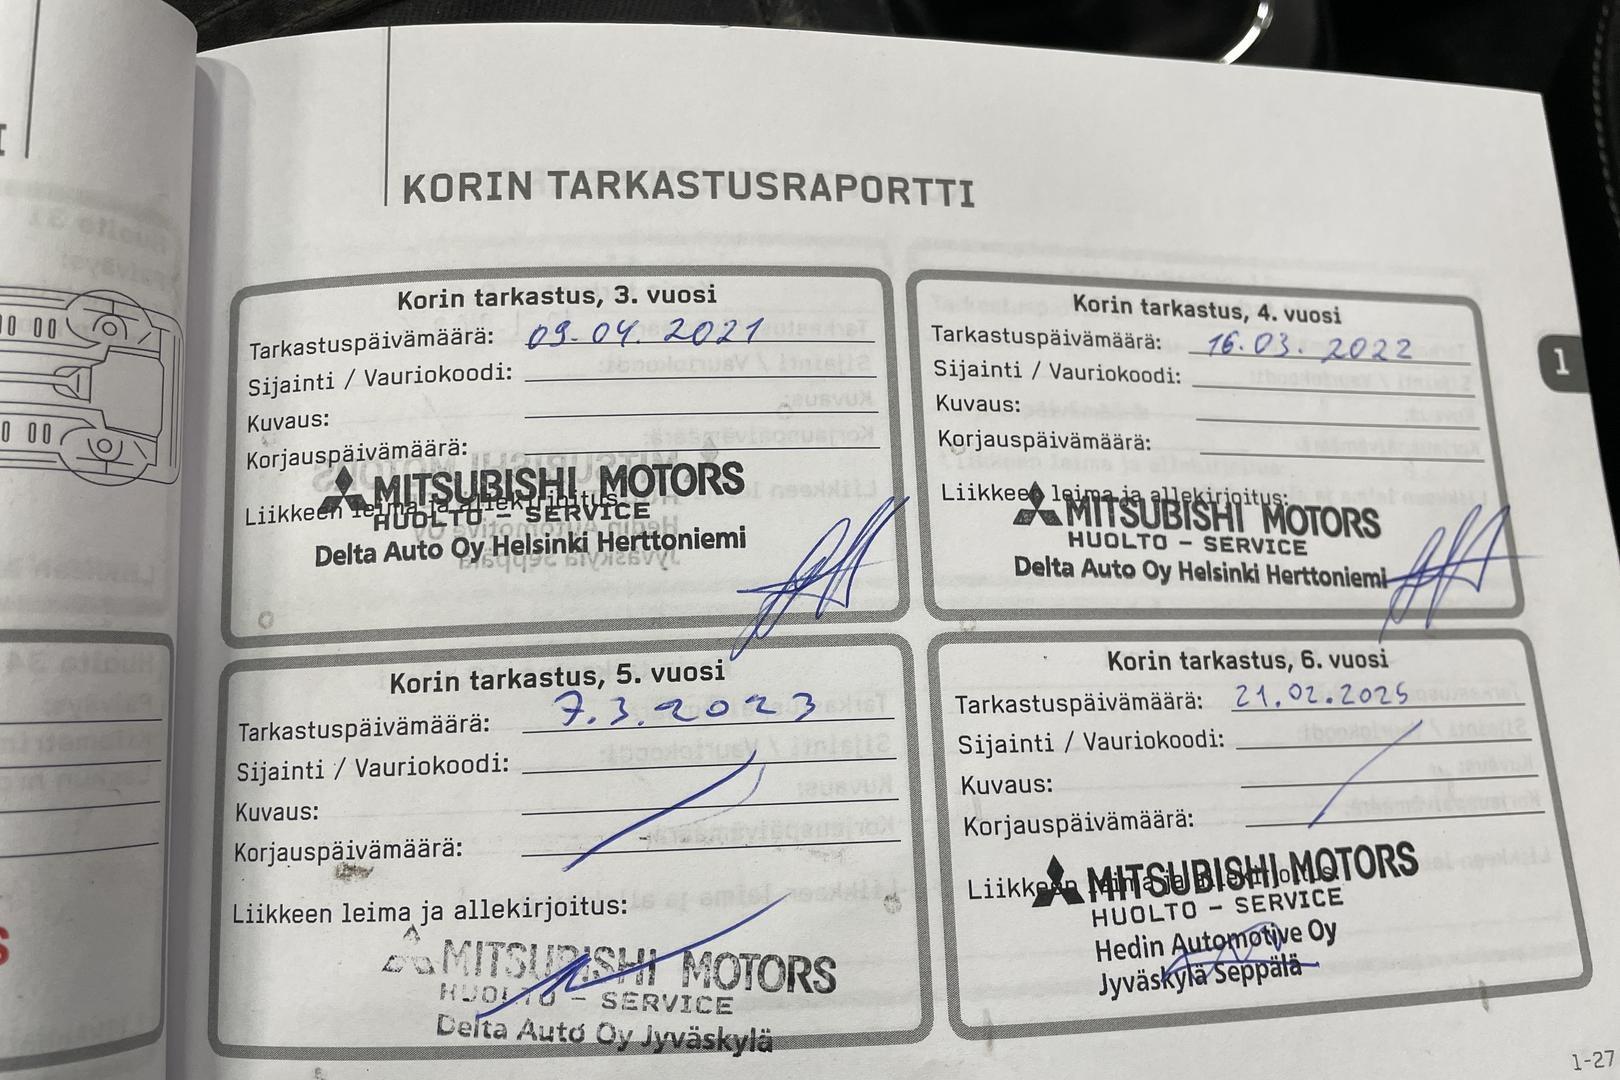 KORIN TARKASTUSRAPORTTI
Korin tarkastus, 3. vuosi
Tarkastuspäivämäärä: 09.04.2021
Sijainti / Vauriokoodi:
Kuvaus:
Korjauspäivämäärä:
Liikkeen leima ja allekirjoitus:
MITSUBISHI MOTORS
HUOLTO - SERVICE
Delta Auto Oy Helsinki Herttoniemi
Korin tarkastus, 4. vuosi
Tarkastuspäivämäärä: 16.03.2022
Sijainti / Vauriokoodi:
Kuvaus:
Korjauspäivämäärä:
Liikkeen leima ja allekirjoitus:
MITSUBISHI MOTORS
HUOLTO - SERVICE
Delta Auto Oy Helsinki Herttoniemi
1
Korin tarkastus, 5. vuosi
Tarkastuspäivämäärä: 7.3.2023
Sijainti / Vauriokoodi:
Kuvaus:
Korjauspäivämäärä:
Liikkeen leima ja allekirjoitus:
MITSUBISHI MOTORS
HUOLTO - SERVICE
Delta Auto Oy Jyväskylä
Korin tarkastus, 6. vuosi
Tarkastuspäivämäärä: 21.02.2025
Sijainti / Vauriokoodi:
Kuvaus:
Korjauspäivämäärä:
Liikkeen leima ja allekirjoitus:
MITSUBISHI MOTORS
HUOLTO - SERVICE
Hedin Automotive Oy
Jyväskylä Seppälä
1-27